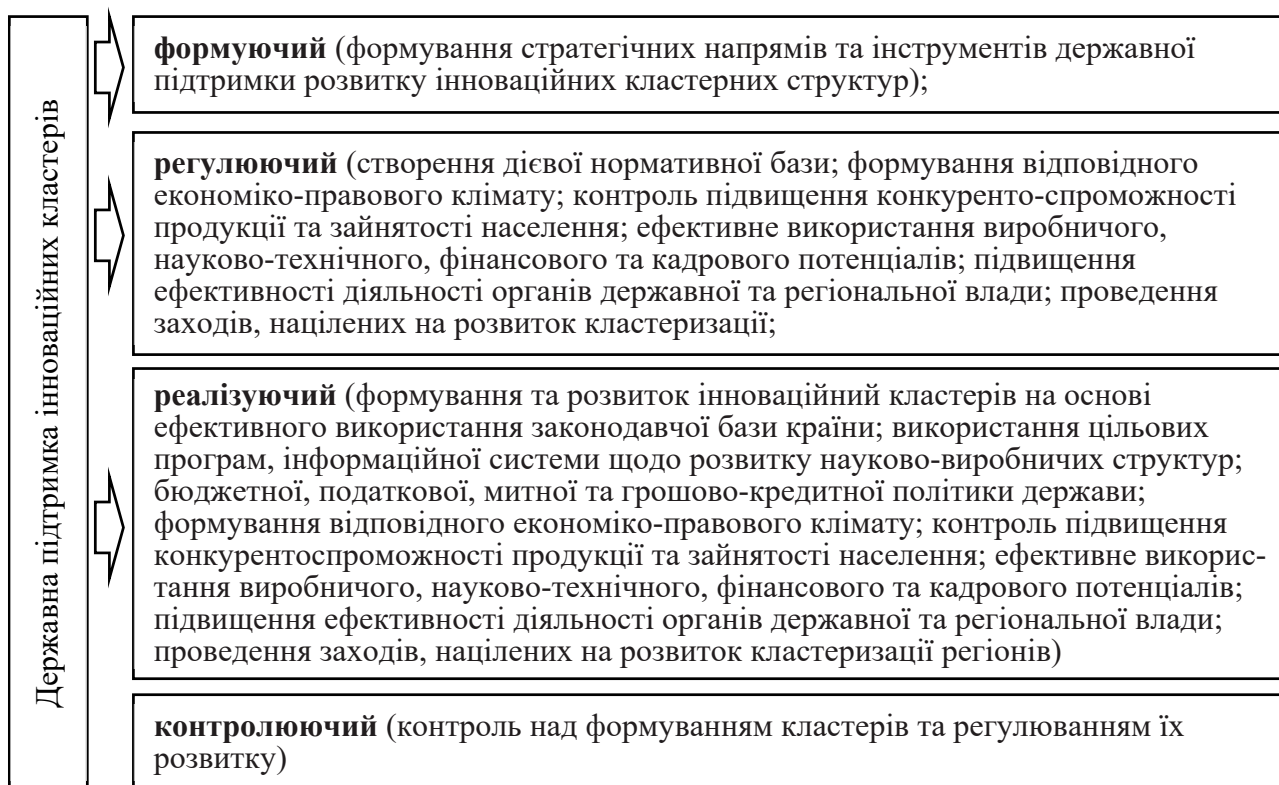 Державна підтримка інноваційних кластерів
формуючий (формування стратегічних напрямів та інструментів державної
підтримки розвитку інноваційних кластерних структур);
регулюючий (створення дієвої нормативної бази; формування відповідного
економіко-правового клімату; контроль підвищення конкуренто-спроможності
продукції та зайнятості населення; ефективне використання виробничого,
науково-технічного, фінансового та кадрового потенціалів; підвищення
ефективності діяльності органів державної та регіональної влади; проведення
заходів, націлених на розвиток кластеризації;
реалізуючий (формування та розвиток інноваційний кластерів на основі
ефективного використання законодавчої бази країни; використання цільових
програм, інформаційної системи щодо розвитку науково-виробничих структур;
бюджетної, податкової, митної та грошово-кредитної політики держави;
формування відповідного економіко-правового клімату; контроль підвищення
конкурентоспроможності продукції та зайнятості населення; ефективне викорис-
тання виробничого, науково-технічного, фінансового та кадрового потенціалів;
підвищення ефективності діяльності органів державної та регіональної влади;
проведення заходів, націлених на розвиток кластеризації регіонів)
контролюючий (контроль над формуванням кластерів та регулюванням їх
розвитку)